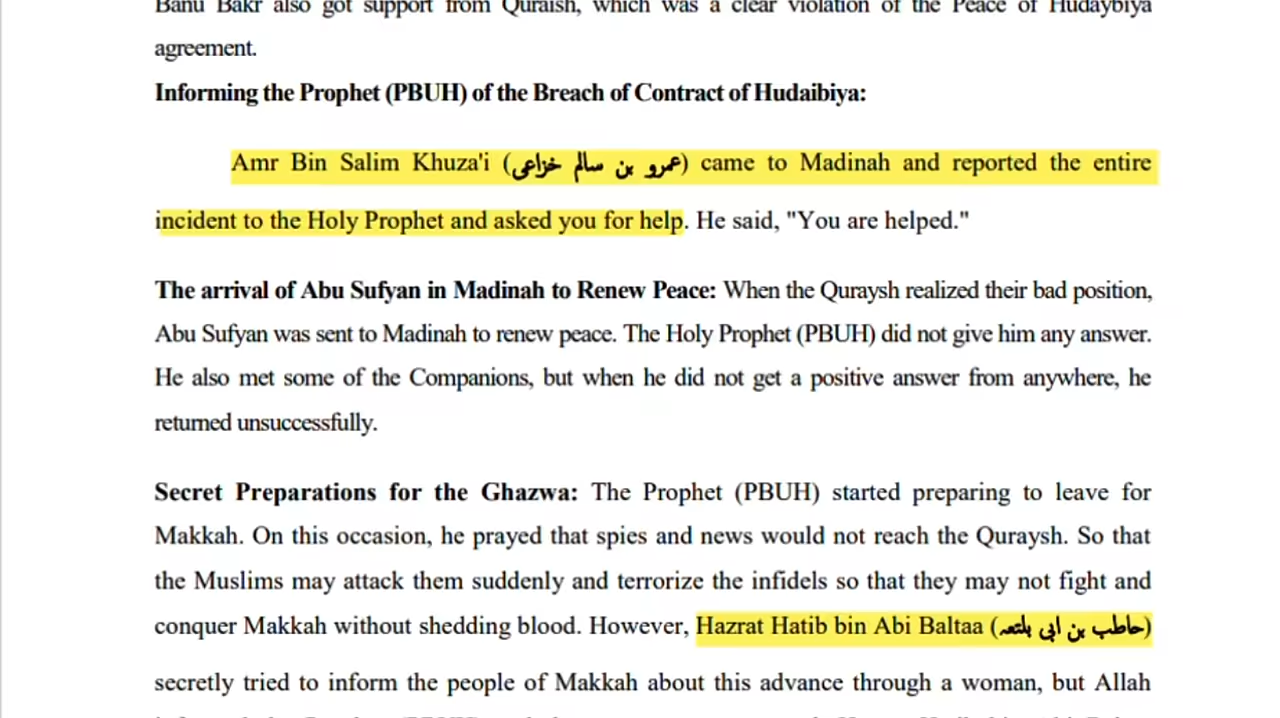 Banu Bakr also got support from Quraish, which was a clear violation of the Peace of Hudaybiya
agreement.
Informing the Prophet (PBUH) of the Breach of Contract of Hudaibiya:
Amr Bin Salim Khuza'i (عمرو بن سالم خزاعی) came to Madinah and reported the entire
incident to the Holy Prophet and asked you for help. He said, "You are helped."
The arrival of Abu Sufyan in Madinah to Renew Peace: When the Quraysh realized their bad position,
Abu Sufyan was sent to Madinah to renew peace. The Holy Prophet (PBUH) did not give him any answer.
He also met some of the Companions, but when he did not get a positive answer from anywhere, he
returned unsuccessfully.
Secret Preparations for the Ghazwa: The Prophet (PBUH) started preparing to leave for
Makkah. On this occasion, he prayed that spies and news would not reach the Quraysh. So that
the Muslims may attack them suddenly and terrorize the infidels so that they may not fight and
conquer Makkah without shedding blood. However, Hazrat Hatib bin Abi Baltaa (حاطب بن ابی بلتعہ)
secretly tried to inform the people of Makkah about this advance through a woman, but Allah